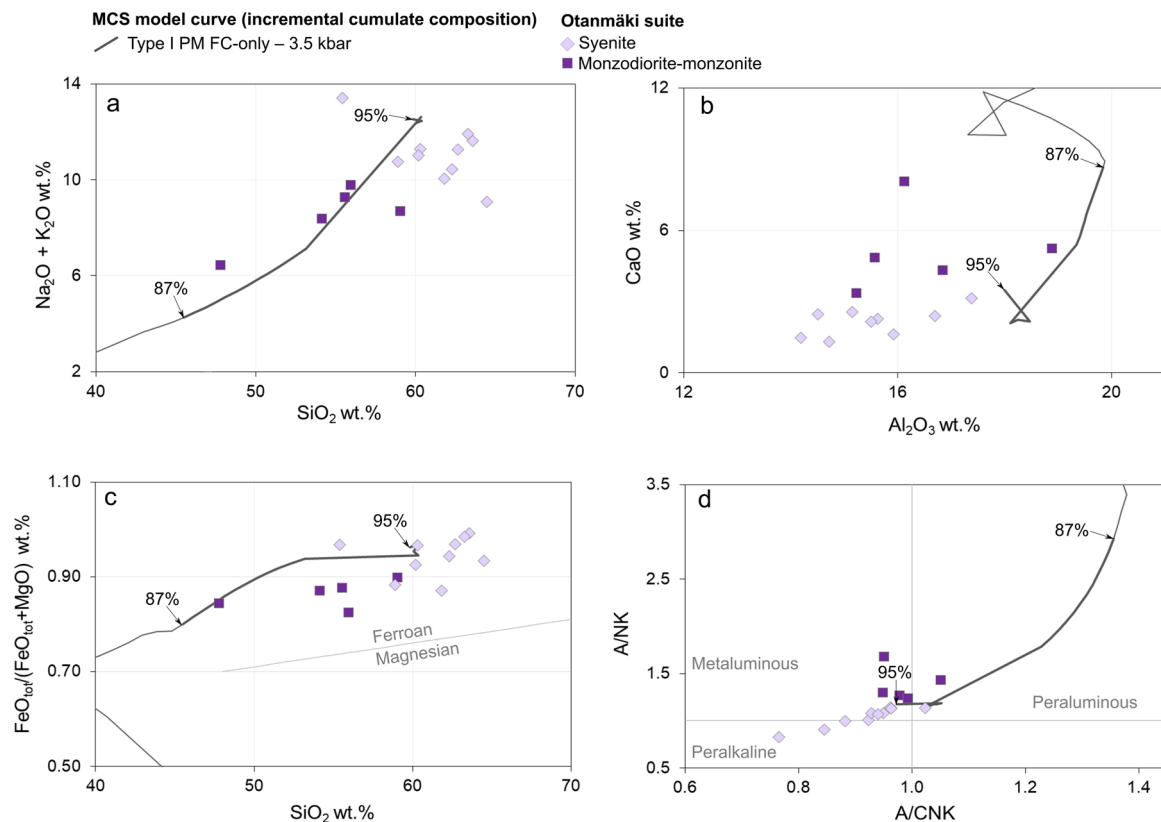 MCS model curve (incremental cumulate composition)
Type I PM FC-only – 3.5 kbar
Otanmäki suite
Syenite
Monzodiorite-monzonite
a
14
10
6
2
Na₂O + K₂O wt.%
95%
87%
40
50
60
70
SiO₂ wt.%
b
12
6
0
CaO wt.%
87%
95%
12
16
20
Al₂O₃ wt.%
c
1.10
0.90
0.70
0.50
FeO_tot/(FeO_tot+MgO) wt.%
95%
87%
Ferroan
Magnesian
40
50
60
70
SiO₂ wt.%
d
3.5
2.5
1.5
0.5
A/NK
87%
Metaluminous
95%
Peraluminous
Peralkaline
0.6
0.8
1.0
1.2
1.4
A/CNK